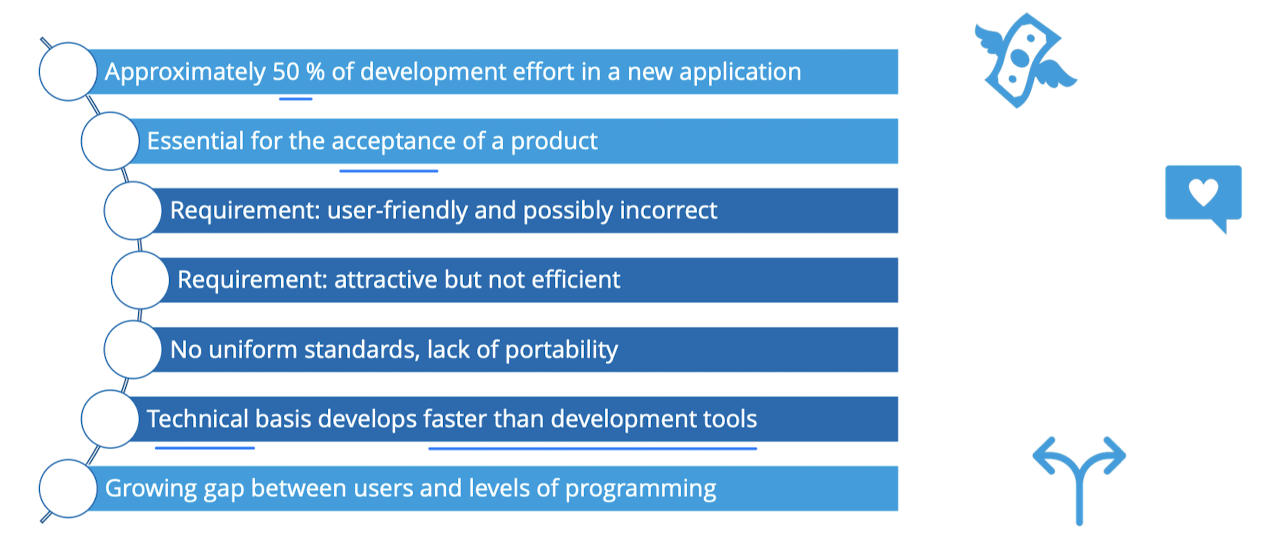 Approximately 50 % of development effort in a new application
Essential for the acceptance of a product
Requirement: user-friendly and possibly incorrect
Requirement: attractive but not efficient
No uniform standards, lack of portability
Technical basis develops faster than development tools
Growing gap between users and levels of programming